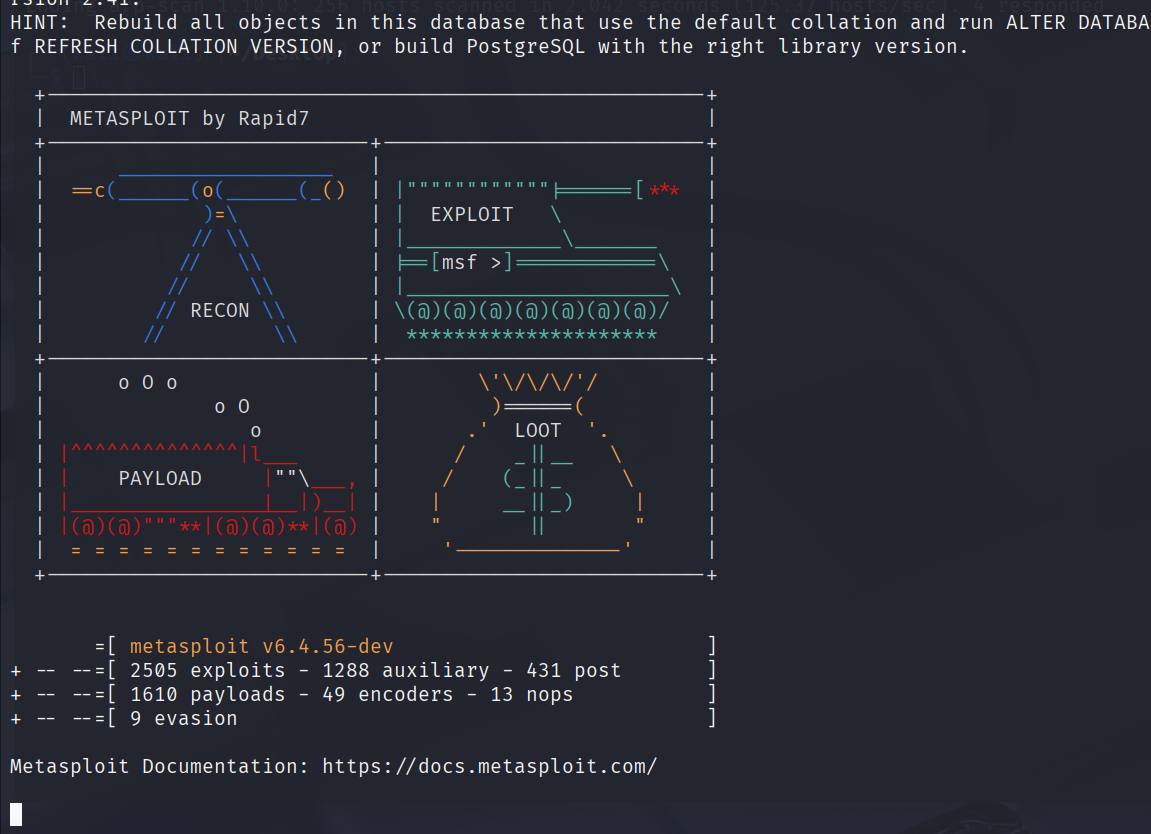 HINT:  Rebuild all objects in this database that use the default collation and run ALTER DATABA
f REFRESH COLLATION VERSION, or build PostgreSQL with the right library version.
METASPLOIT by Rapid7
RECON
EXPLOIT
[msf >]
PAYLOAD
LOOT
=[ metasploit v6.4.56-dev ]
+ -- --=[ 2505 exploits - 1288 auxiliary - 431 post ]
+ -- --=[ 1610 payloads - 49 encoders - 13 nops ]
+ -- --=[ 9 evasion ]
Metasploit Documentation: https://docs.metasploit.com/